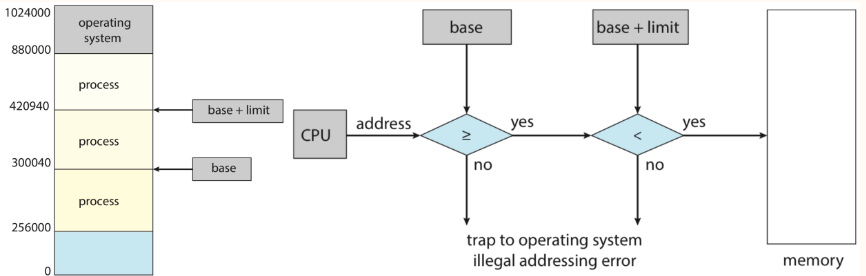 1024000
operating
system
880000
process
420940
base + limit
process
300040
base
process
256000
0
base
base + limit
CPU
address
≥
yes
<
yes
no
no
trap to operating system
illegal addressing error
memory